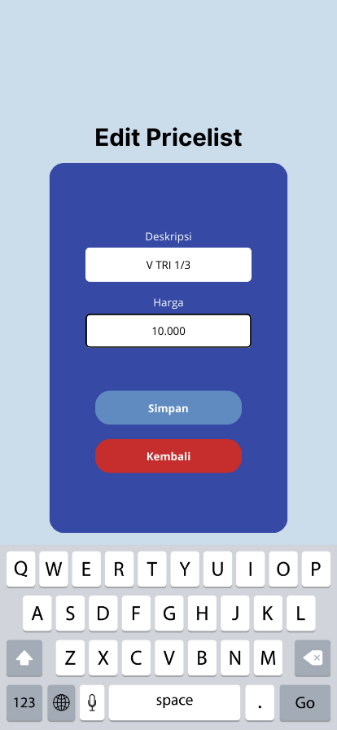 Edit Pricelist
Deskripsi
V TRI 1/3
Harga
10.000
Simpan
Kembali
Q W E R T Y U I O P
A S D F G H J K L
Z X C V B N M
123 space . Go